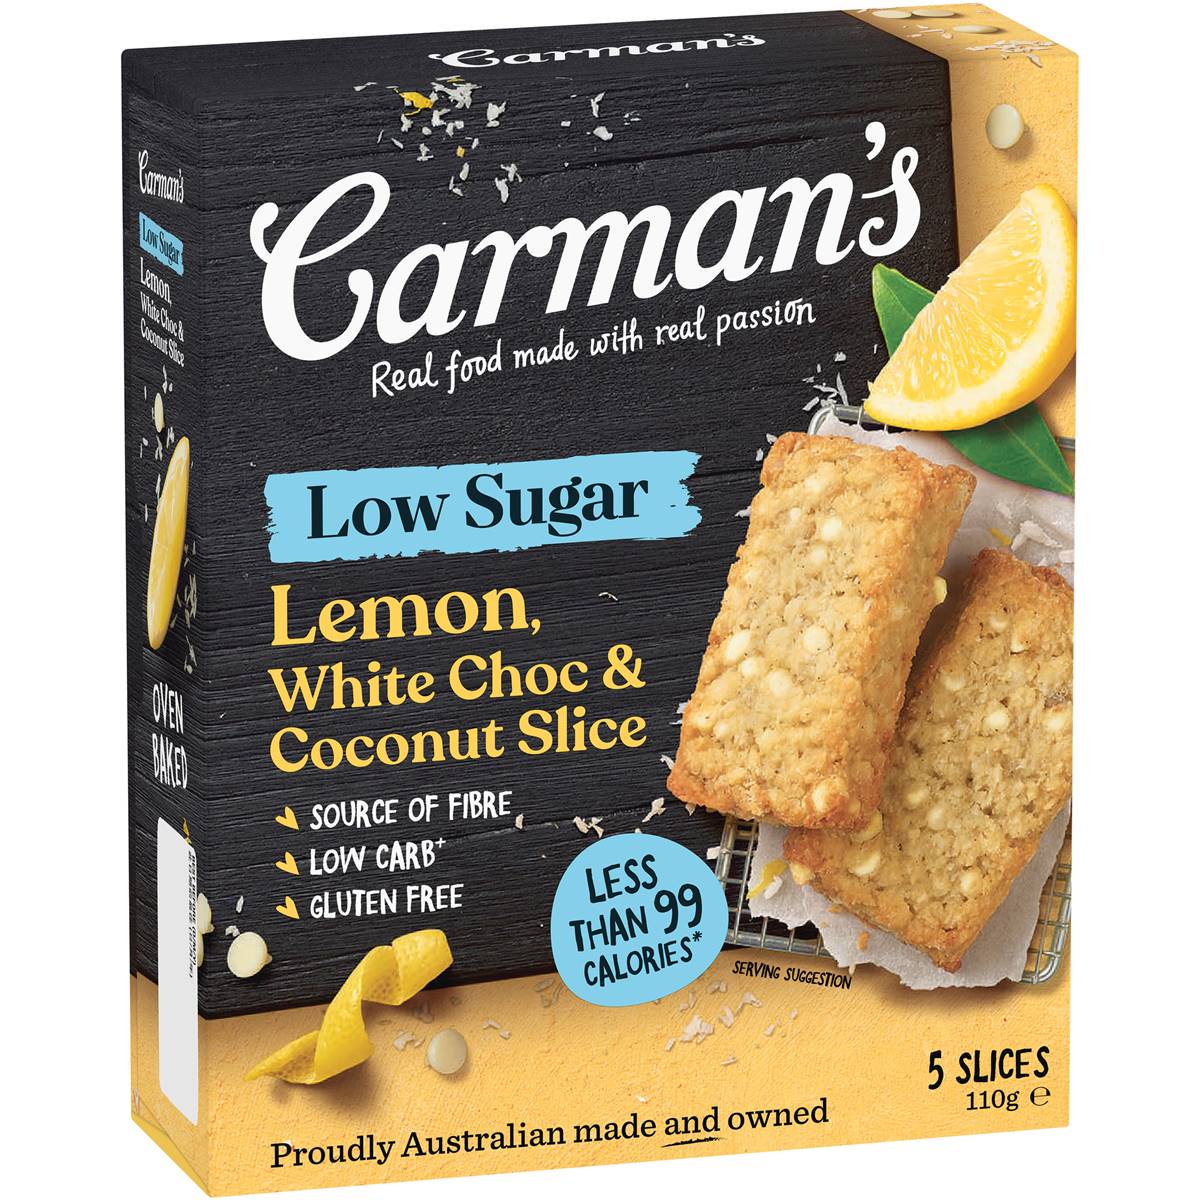 Carman's
Carman's
Real food made with real passion
Low Sugar
Lemon,
White Choc &
Coconut Slice
SOURCE OF FIBRE
LOW CARB⁺
GLUTEN FREE
LESS
THAN 99
CALORIES*
SERVING SUGGESTION
5 SLICES
110g ℮
Proudly Australian made and owned
Carman's
Low Sugar
Lemon,
White Choc &
Coconut Slice
OVEN
BAKED